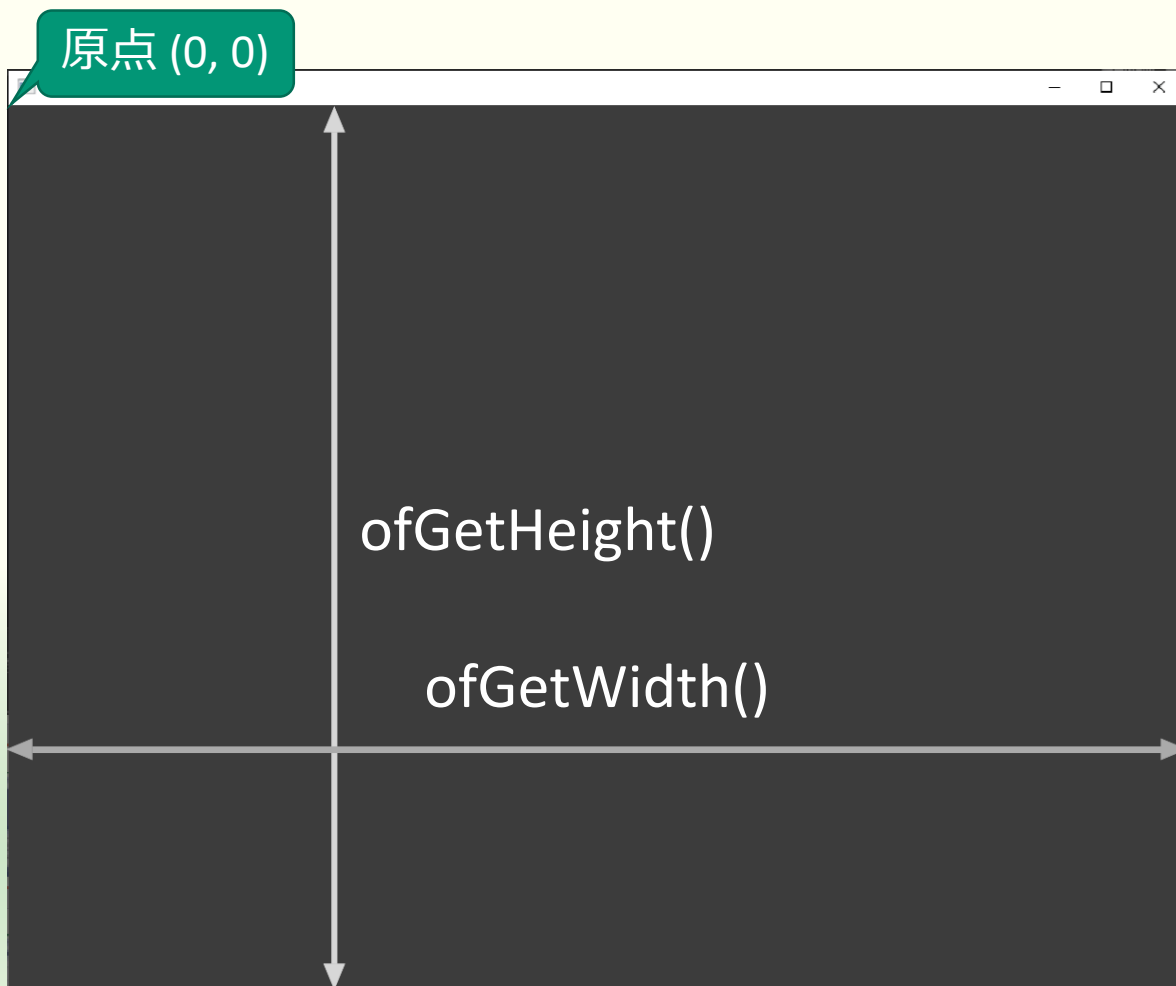 原点 (0, 0)
ofGetHeight()
ofGetWidth()